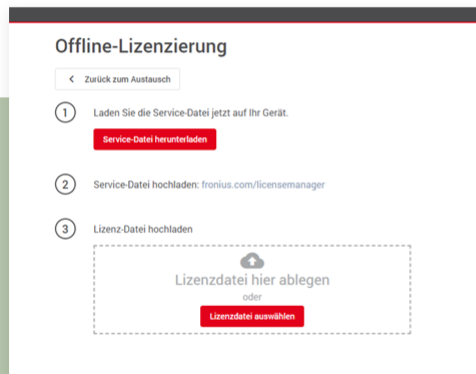 Offline-Lizenzierung
Zurück zum Austausch
1 Laden Sie die Service-Datei jetzt auf Ihr Gerät.
Service-Datei herunterladen
2 Service-Datei hochladen: fronius.com/licensemanager
3 Lizenz-Datei hochladen
Lizenzdatei hier ablegen
oder
Lizenzdatei auswählen